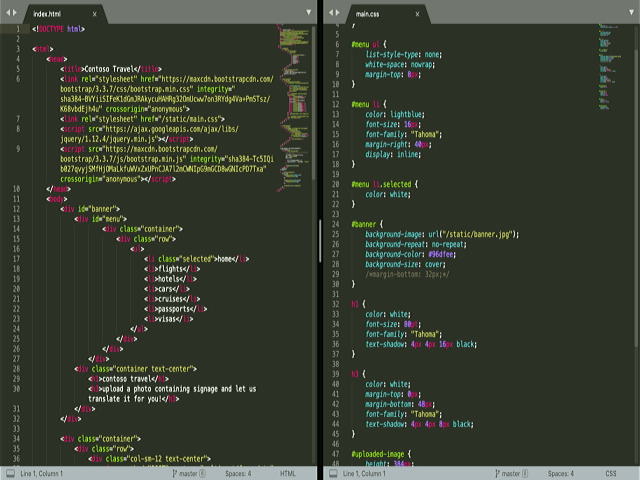 index.html
1 <!DOCTYPE html>
2
3 <html>
4 <head>
5 <title>Contoso Travel</title>
6 <link rel="stylesheet" href="https://maxcdn.bootstrapcdn.com/
bootstrap/3.3.7/css/bootstrap.min.css" integrity="
crossorigin="anonymous">
7 <link rel="stylesheet" href="/static/main.css">
8 <script src="https://ajax.googleapis.com/ajax/libs/
jquery/1.12.4/jquery.min.js"></script>
9 <script src="https://maxcdn.bootstrapcdn.com/
bootstrap/3.3.7/js/bootstrap.min.js"
crossorigin="anonymous"></script>
10 </head>
11 <body>
12 <div id="banner">
13 <div id="menu">
14 <div class="container">
15 <div class="row">
16 <ul>
17 <li class="selected">home</li>
18 <li>flights</li>
19 <li>hotels</li>
20 <li>cars</li>
21 <li>cruises</li>
22 <li>passports</li>
23 <li>visas</li>
24 </ul>
25 </div>
26 </div>
27 </div>
28 <div class="container text-center">
29 <h1>contoso travel</h1>
30 <h3>upload a photo containing signage and let us
translate it for you!</h3>
31 </div>
32 </div>
33
34 <div class="container">
35 <div class="row">
36 <div class="col-sm-12 text-center">
Line 1, Column 1
master 6
Spaces: 4
HTML
main.css
5
6 #menu ul {
7 list-style-type: none;
8 white-space: nowrap;
9 margin-top: 8px;
10 }
11
12 #menu li {
13 color: lightblue;
14 font-size: 16px;
15 font-family: "Tahoma";
16 margin-right: 40px;
17 display: inline;
18 }
19
20 #menu li.selected {
21 color: white;
22 }
23
24 #banner {
25 background-image: url("/static/banner.jpg");
26 background-repeat: no-repeat;
27 background-color: #96dfee;
28 background-size: cover;
29 /*margin-bottom: 32px;*/
30 }
31
32 h1 {
33 color: white;
34 font-size: 80pt;
35 font-family: "Tahoma";
36 text-shadow: 4px 4px 16px black;
37 }
38
39 h3 {
40 color: white;
41 margin-top: 0px;
42 margin-bottom: 48px;
43 font-family: "Tahoma";
44 text-shadow: 4px 4px 8px black;
45 }
46
47 #uploaded-image {
48 height: 384px;
Line 1, Column 1
master 6
Spaces: 4
CSS